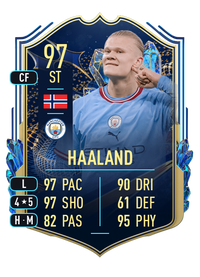 97
ST
CF
HAALAND
L 97 PAC 90 DRI
4★5 97 SHO 61 DEF
H·M 82 PAS 95 PHY